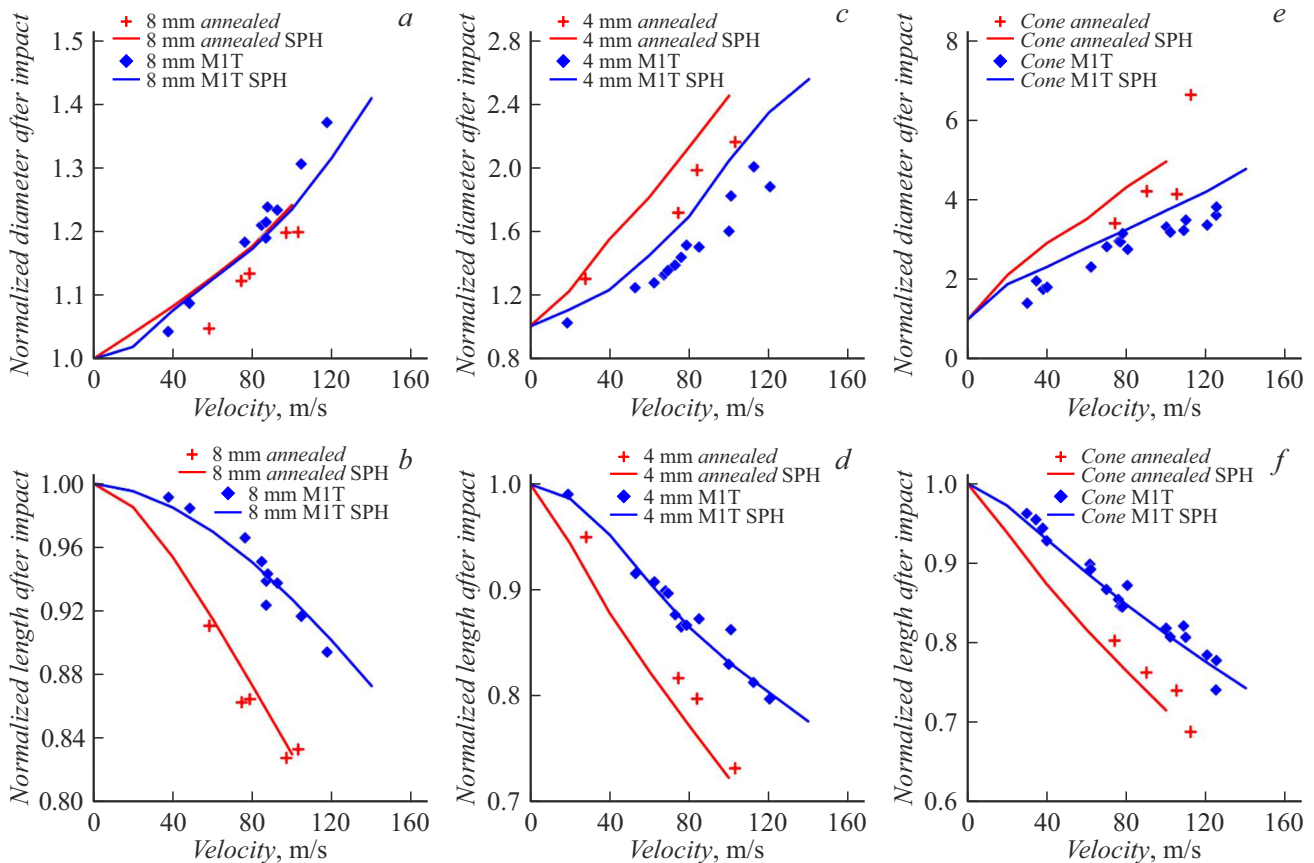 a
8 mm annealed
8 mm annealed SPH
8 mm M1T
8 mm M1T SPH
Normalized diameter after impact
1.5
1.4
1.3
1.2
1.1
1.0
0 40 80 120 160
Velocity, m/s
c
4 mm annealed
4 mm annealed SPH
4 mm M1T
4 mm M1T SPH
Normalized diameter after impact
2.8
2.4
2.0
1.6
1.2
0.8
0 40 80 120 160
Velocity, m/s
e
Cone annealed
Cone annealed SPH
Cone M1T
Cone M1T SPH
Normalized diameter after impact
8
6
4
2
0
0 40 80 120 160
Velocity, m/s
b
8 mm annealed
8 mm annealed SPH
8 mm M1T
8 mm M1T SPH
Normalized length after impact
1.00
0.96
0.92
0.88
0.84
0.80
0 40 80 120 160
Velocity, m/s
d
4 mm annealed
4 mm annealed SPH
4 mm M1T
4 mm M1T SPH
Normalized length after impact
1.0
0.9
0.8
0.7
0 40 80 120 160
Velocity, m/s
f
Cone annealed
Cone annealed SPH
Cone M1T
Cone M1T SPH
Normalized length after impact
1.0
0.9
0.8
0.7
0.6
0 40 80 120 160
Velocity, m/s